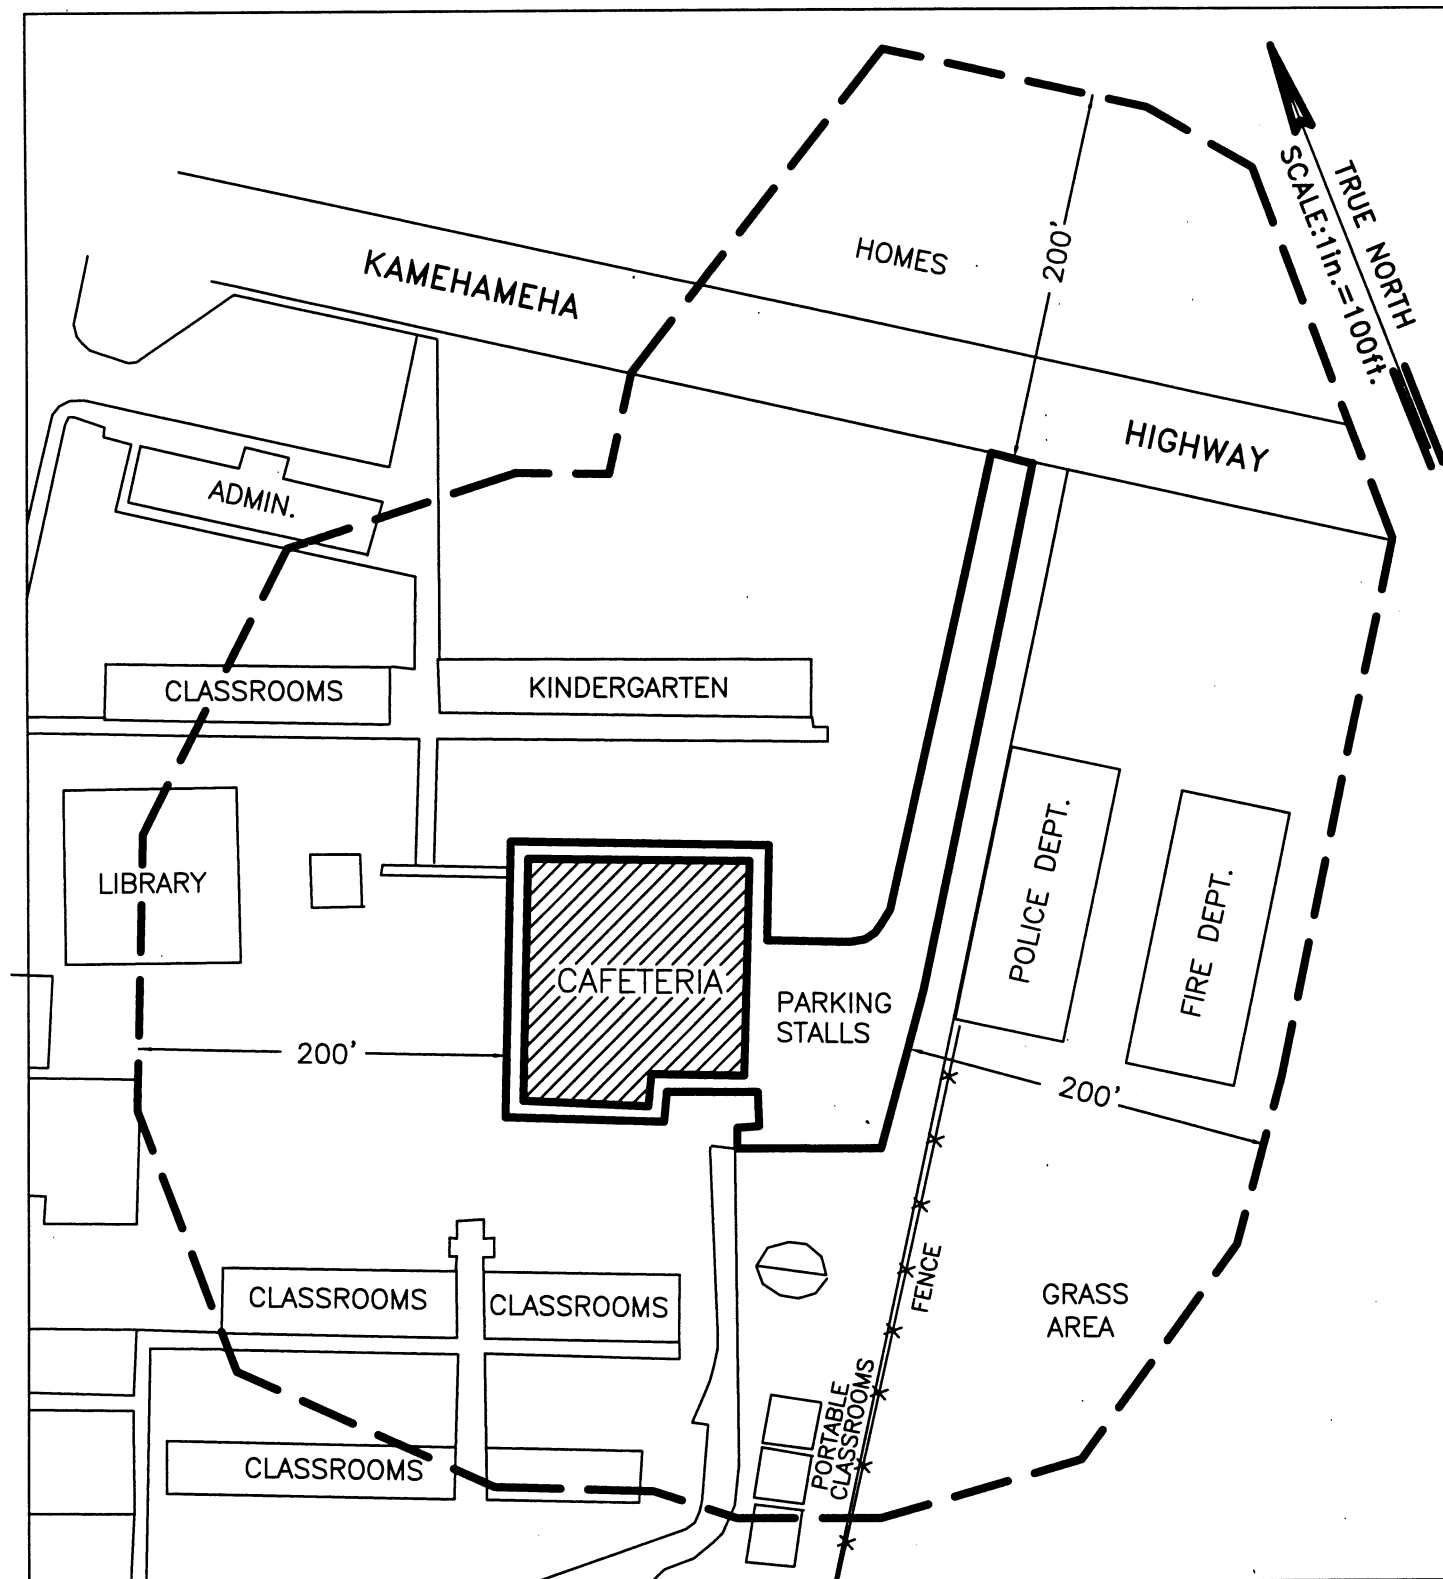 TRUE NORTH
SCALE:1in.=100ft.
HOMES
200'
KAMEHAMEHA
HIGHWAY
ADMIN.
CLASSROOMS
KINDERGARTEN
LIBRARY
POLICE DEPT.
FIRE DEPT.
CAFETERIA
PARKING
STALLS
200'
200'
FENCE
CLASSROOMS
CLASSROOMS
GRASS
AREA
PORTABLE
CLASSROOMS
CLASSROOMS